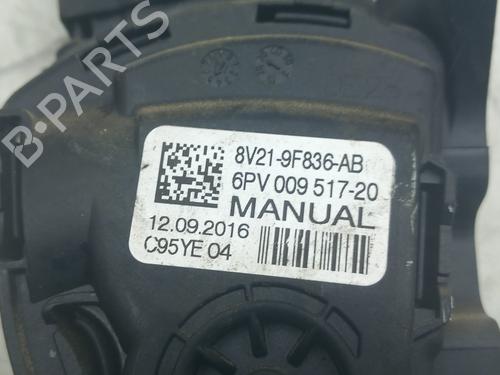 8V21-9F836-AB
6PV 009 517-20
MANUAL
12.09.2016
C95YE 04
B-PARTS